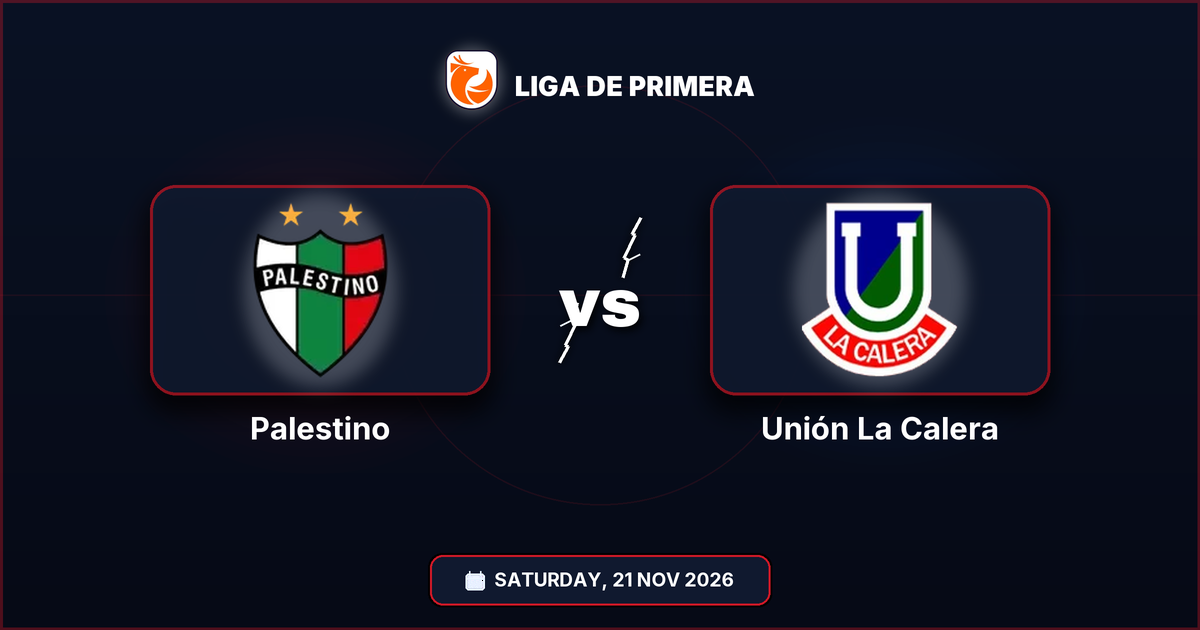 LIGA DE PRIMERA
PALESTINO
VS
U
LA CALERA
Palestino
Unión La Calera
SATURDAY, 21 NOV 2026